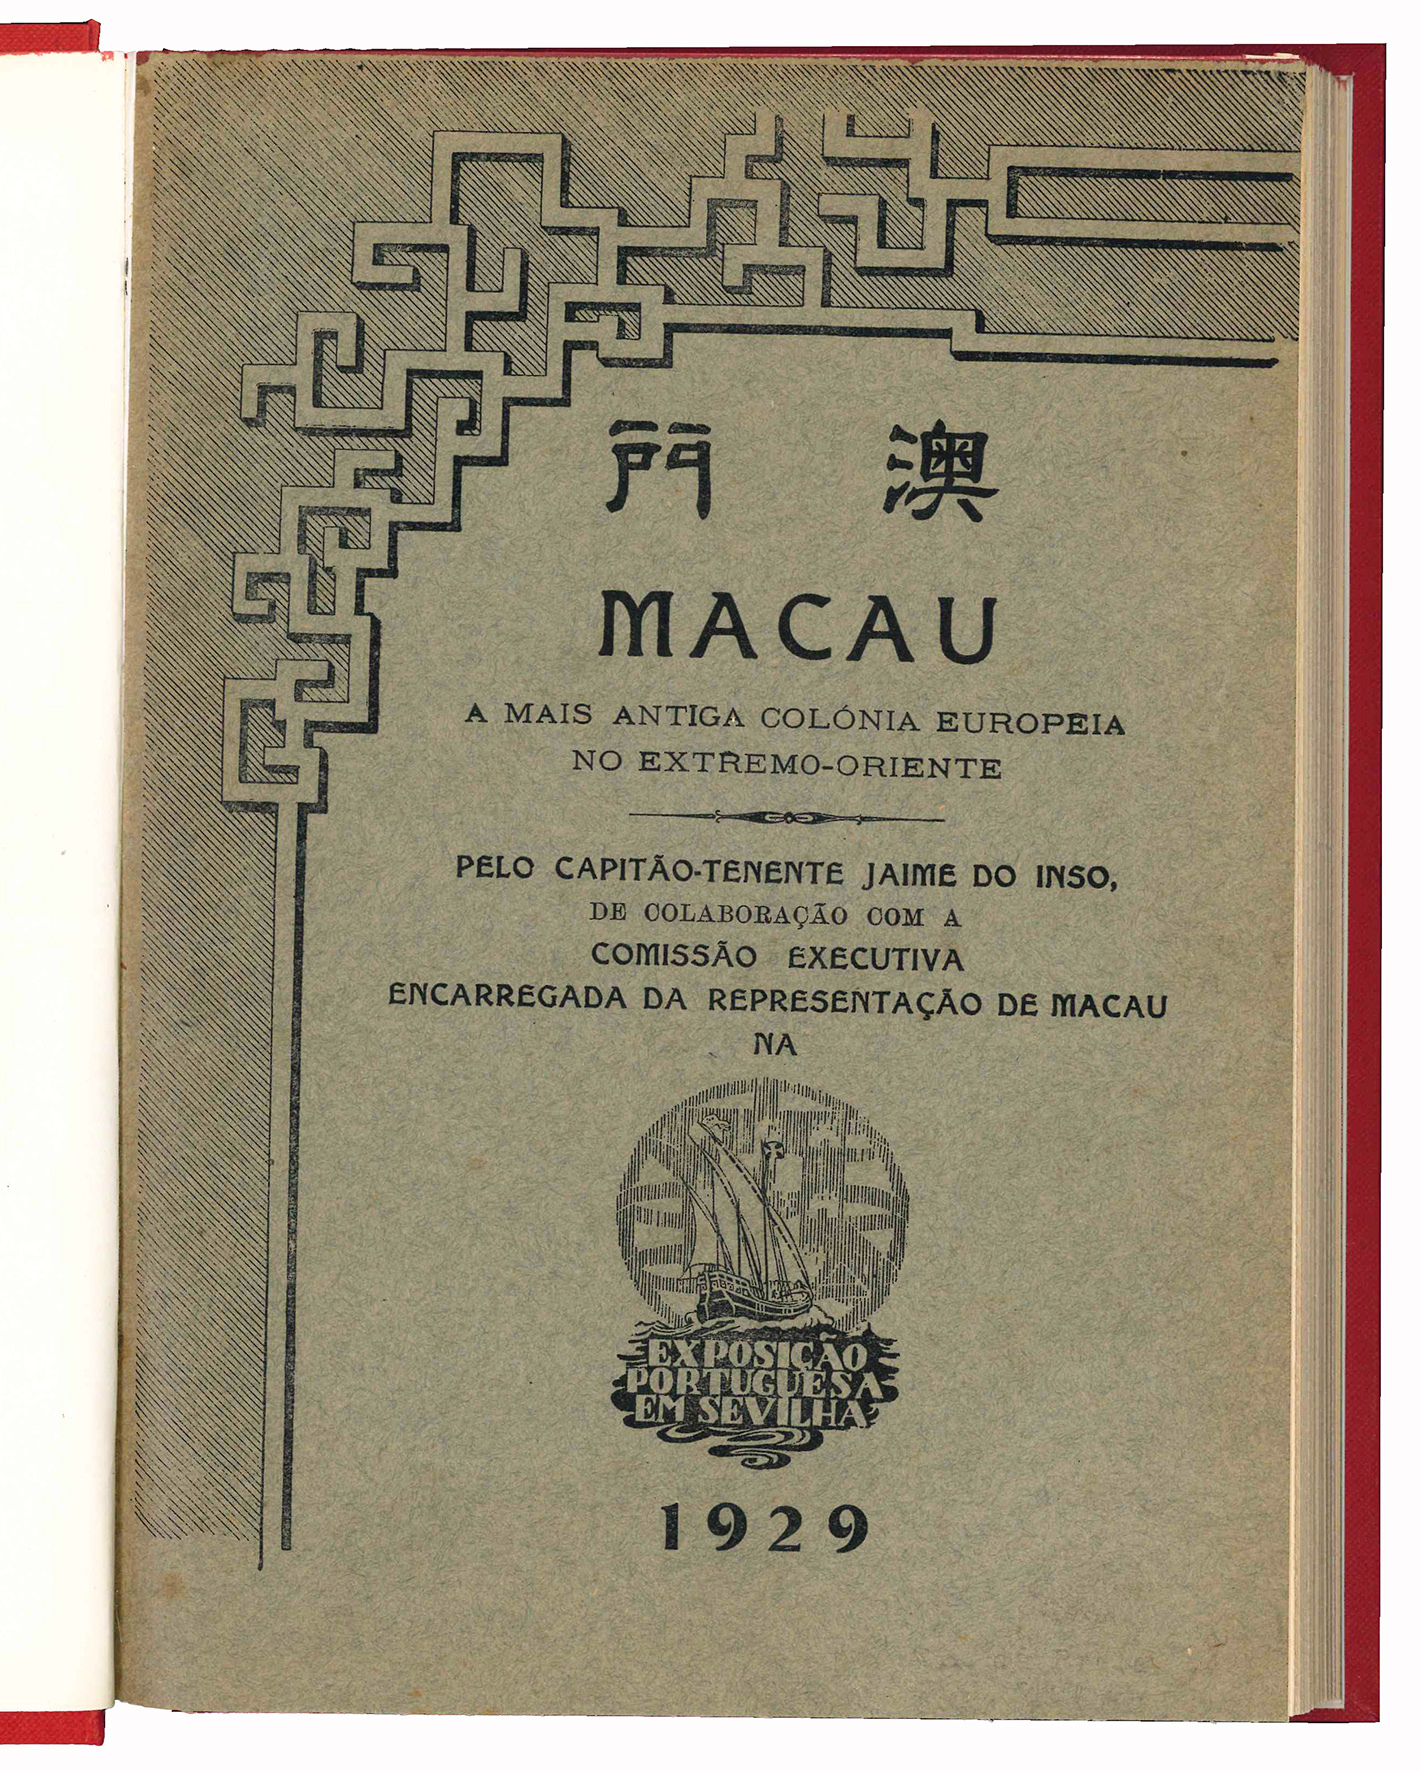 澳門
MACAU
A MAIS ANTIGA COLÓNIA EUROPEIA
NO EXTRÊMO-ORIENTE
PELO CAPITÃO-TENENTE JAIME DO INSO,
DE COLABORAÇÃO COM A
COMISSÃO EXECUTIVA
ENCARREGADA DA REPRESENTAÇÃO DE MACAU
NA
EXPOSIÇÃO
PORTUGUESA
EM SEVILHA
1929